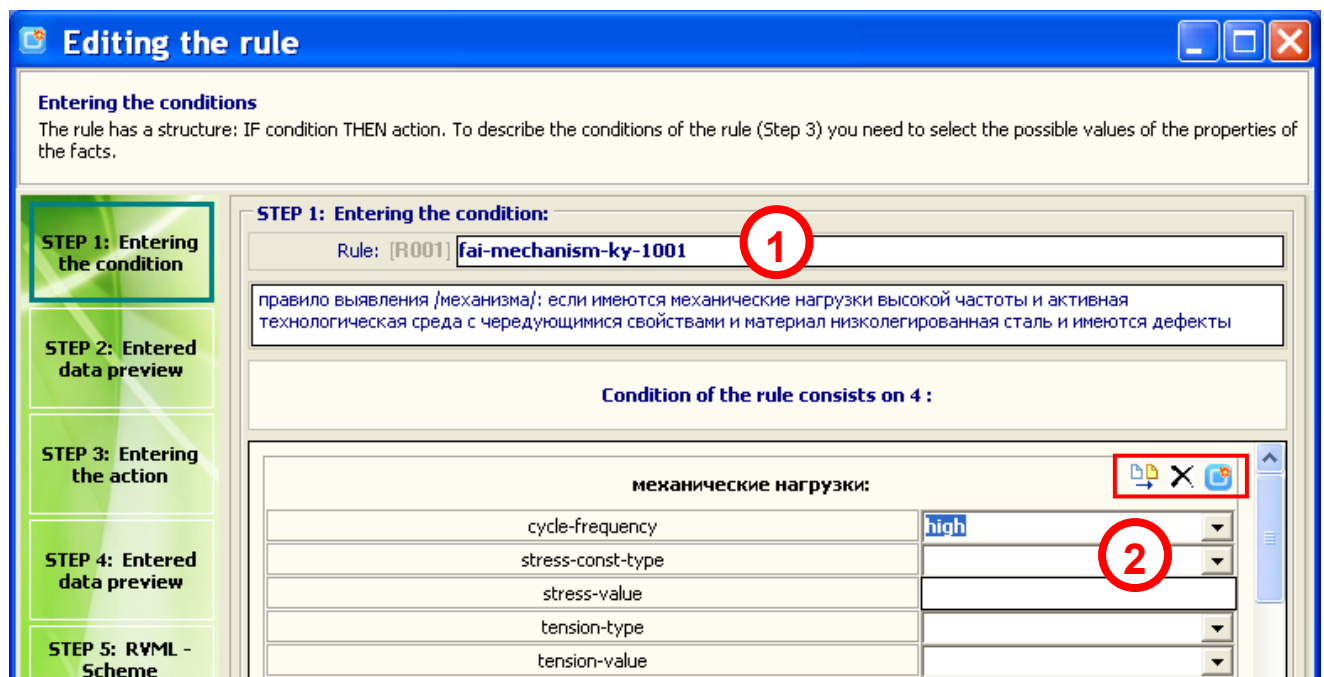 Editing the rule
Entering the conditions
The rule has a structure: IF condition THEN action. To describe the conditions of the rule (Step 3) you need to select the possible values of the properties of
the facts.
STEP 1: Entering
the condition
STEP 2: Entered
data preview
STEP 3: Entering
the action
STEP 4: Entered
data preview
STEP 5: RVML -
Scheme
STEP 1: Entering the condition:
Rule: [R001] fai-mechanism-ky-1001
1
правило выявления /механизма/: если имеются механические нагрузки высокой частоты и активная
технологическая среда с чередующимися свойствами и материал низколегированная сталь и имеются дефекты
Condition of the rule consists on 4 :
механические нагрузки:
cycle-frequency high
stress-const-type
2
stress-value
tension-type
tension-value